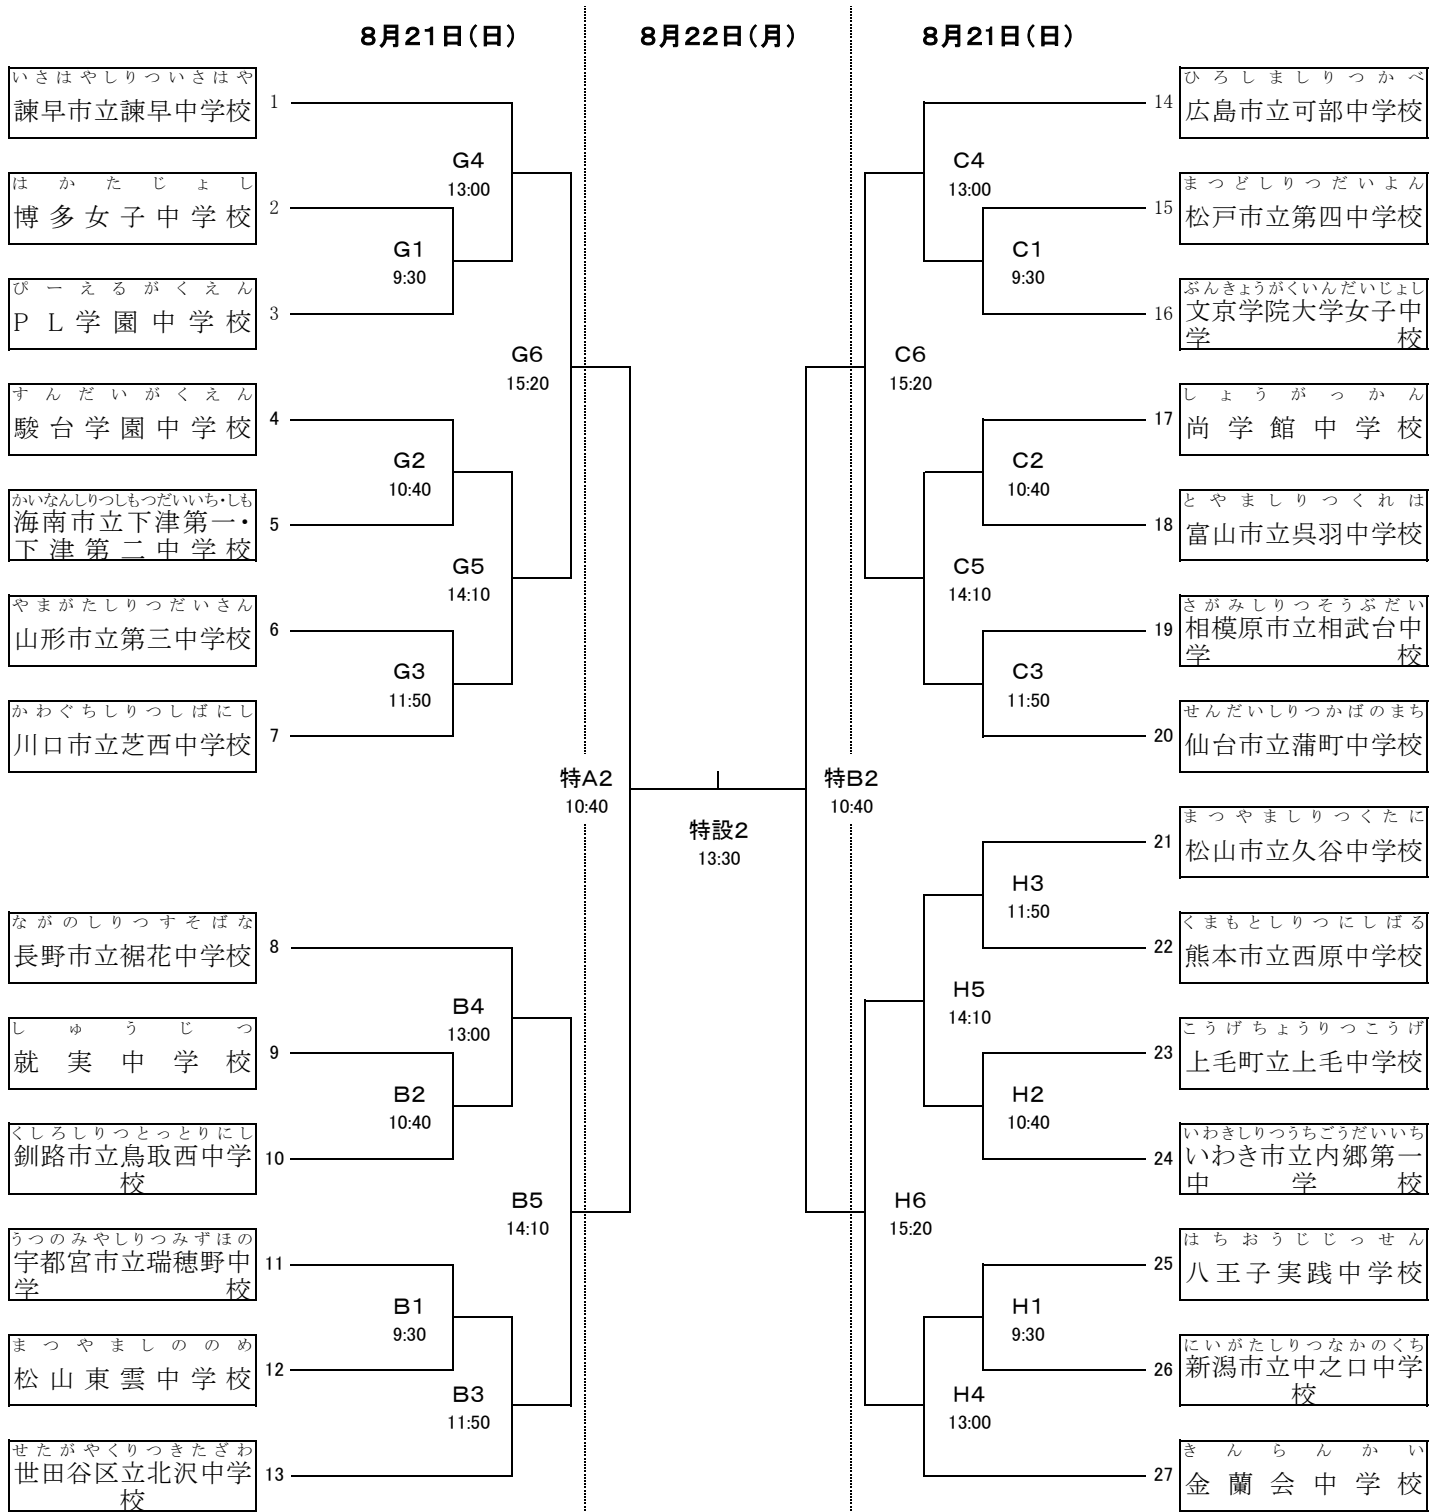 8月21日(日)
8月22日(月)
8月21日(日)
いさはやしりついさはや
諫早市立諫早中学校
1
はかたじょし
博多女子中学校
2
ぴーえるがくえん
PL学園中学校
3
すんだいがくえん
駿台学園中学校
4
かいなんしりつしもつだいいち・しも
海南市立下津第一・
下津第二中学校
5
やまがたしりつだいさん
山形市立第三中学校
6
かわぐちしりつしばにし
川口市立芝西中学校
7
ながのしりつすそばな
長野市立裾花中学校
8
しゅうじつ
就実中学校
9
くしろしりつとっとりにし
釧路市立鳥取西中学
校
10
うつのみやしりつみずほの
宇都宮市立瑞穂野中
学校
11
まつやましののめ
松山東雲中学校
12
せたがやくりつきたざわ
世田谷区立北沢中学
校
13
G4
13:00
G1
9:30
G6
15:20
G2
10:40
G5
14:10
G3
11:50
特A2
10:40
B4
13:00
B2
10:40
B5
14:10
B1
9:30
B3
11:50
特設2
13:30
特B2
10:40
C4
13:00
C1
9:30
C6
15:20
C2
10:40
C5
14:10
C3
11:50
H3
11:50
H5
14:10
H2
10:40
H6
15:20
H1
9:30
H4
13:00
14
ひろしましりつかべ
広島市立可部中学校
15
まつどしりつだいよん
松戸市立第四中学校
16
ぶんきょうがくいんだいじょし
文京学院大学女子中
学校
17
しょうがっかん
尚学館中学校
18
とやましりつくれは
富山市立呉羽中学校
19
さがみしりつそうぶだい
相模原市立相武台中
学校
20
せんだいしりつかばのまち
仙台市立蒲町中学校
21
まつやましりつくたに
松山市立久谷中学校
22
くまもとしりつにしばる
熊本市立西原中学校
23
こうげちょうりつこうげ
上毛町立上毛中学校
24
いわきしりつうちごうだいいち
いわき市立内郷第一
中学校
25
はちおうじじっせん
八王子実践中学校
26
にいがたしりつなかのくち
新潟市立中之口中学
校
27
きんらんかい
金蘭会中学校